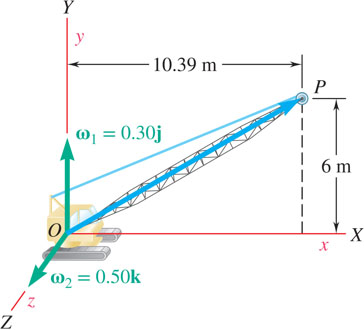 Y
y
10.39 m
P
ω₁ = 0.30j
6 m
O
x
X
ω₂ = 0.50k
z
Z